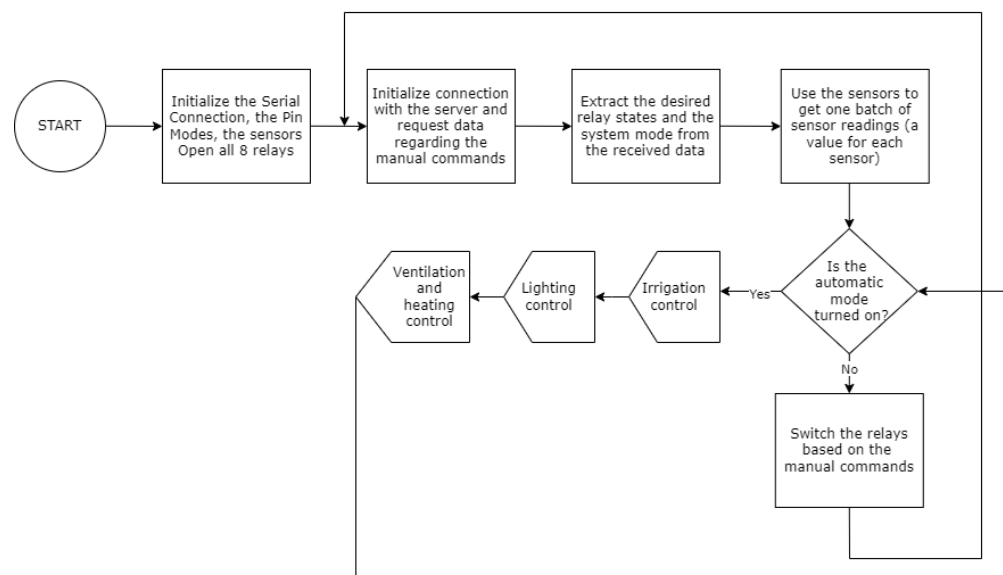 START
Initialize the Serial
Connection, the Pin
Modes, the sensors
Open all 8 relays
Initialize connection
with the server and
request data
regarding the
manual commands
Extract the desired
relay states and the
system mode from
the received data
Use the sensors to
get one batch of
sensor readings (a
value for each
sensor)
Is the
automatic
mode
turned on?
Yes
Irrigation
control
Lighting
control
Ventilation
and
heating
control
No
Switch the relays
based on the
manual commands